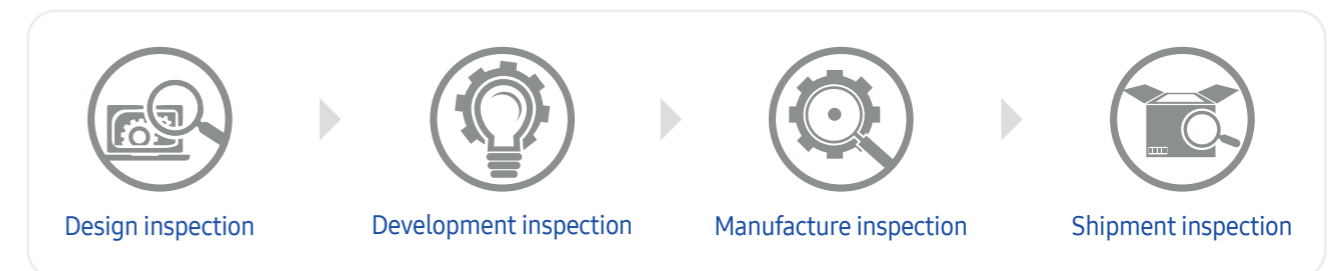 Design inspection
Development inspection
Manufacture inspection
Shipment inspection